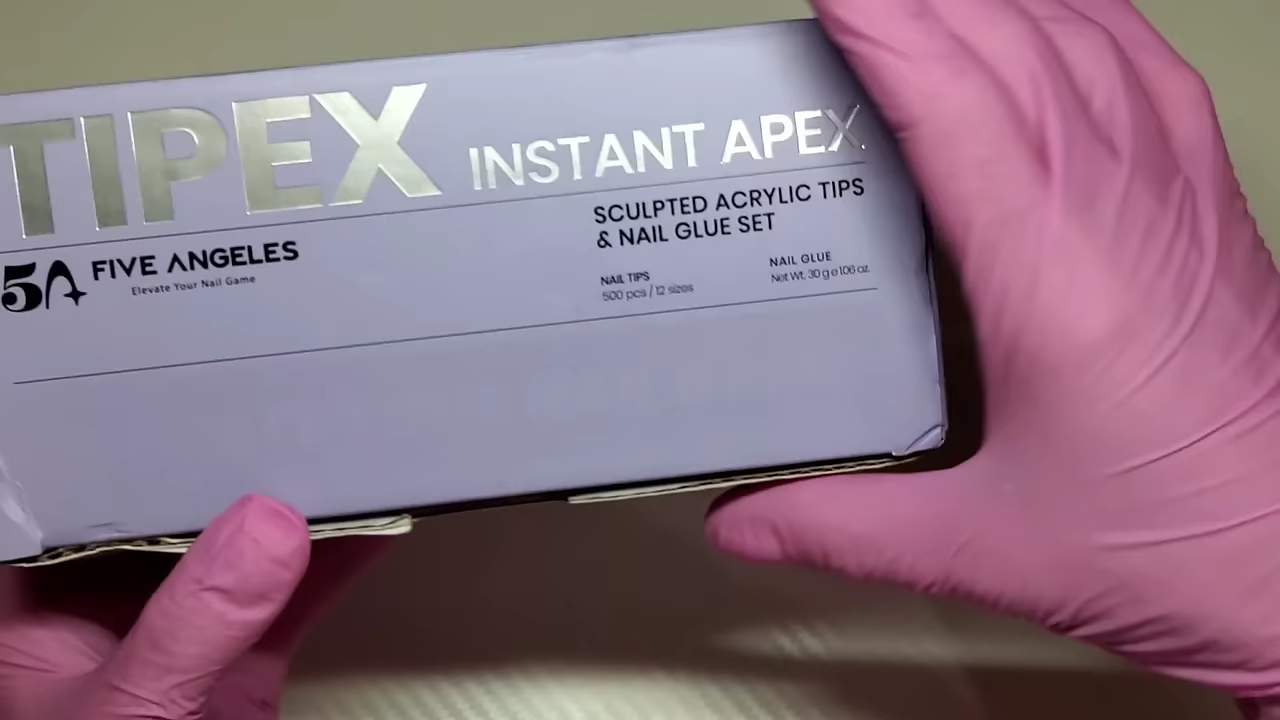 TIPEX INSTANT APEX.
5A FIVE ANGELES
Elevate Your Nail Game
SCULPTED ACRYLIC TIPS
& NAIL GLUE SET
NAIL TIPS
500 pcs / 12 sizes
NAIL GLUE
Net Wt. 30 g e 1.06 oz.